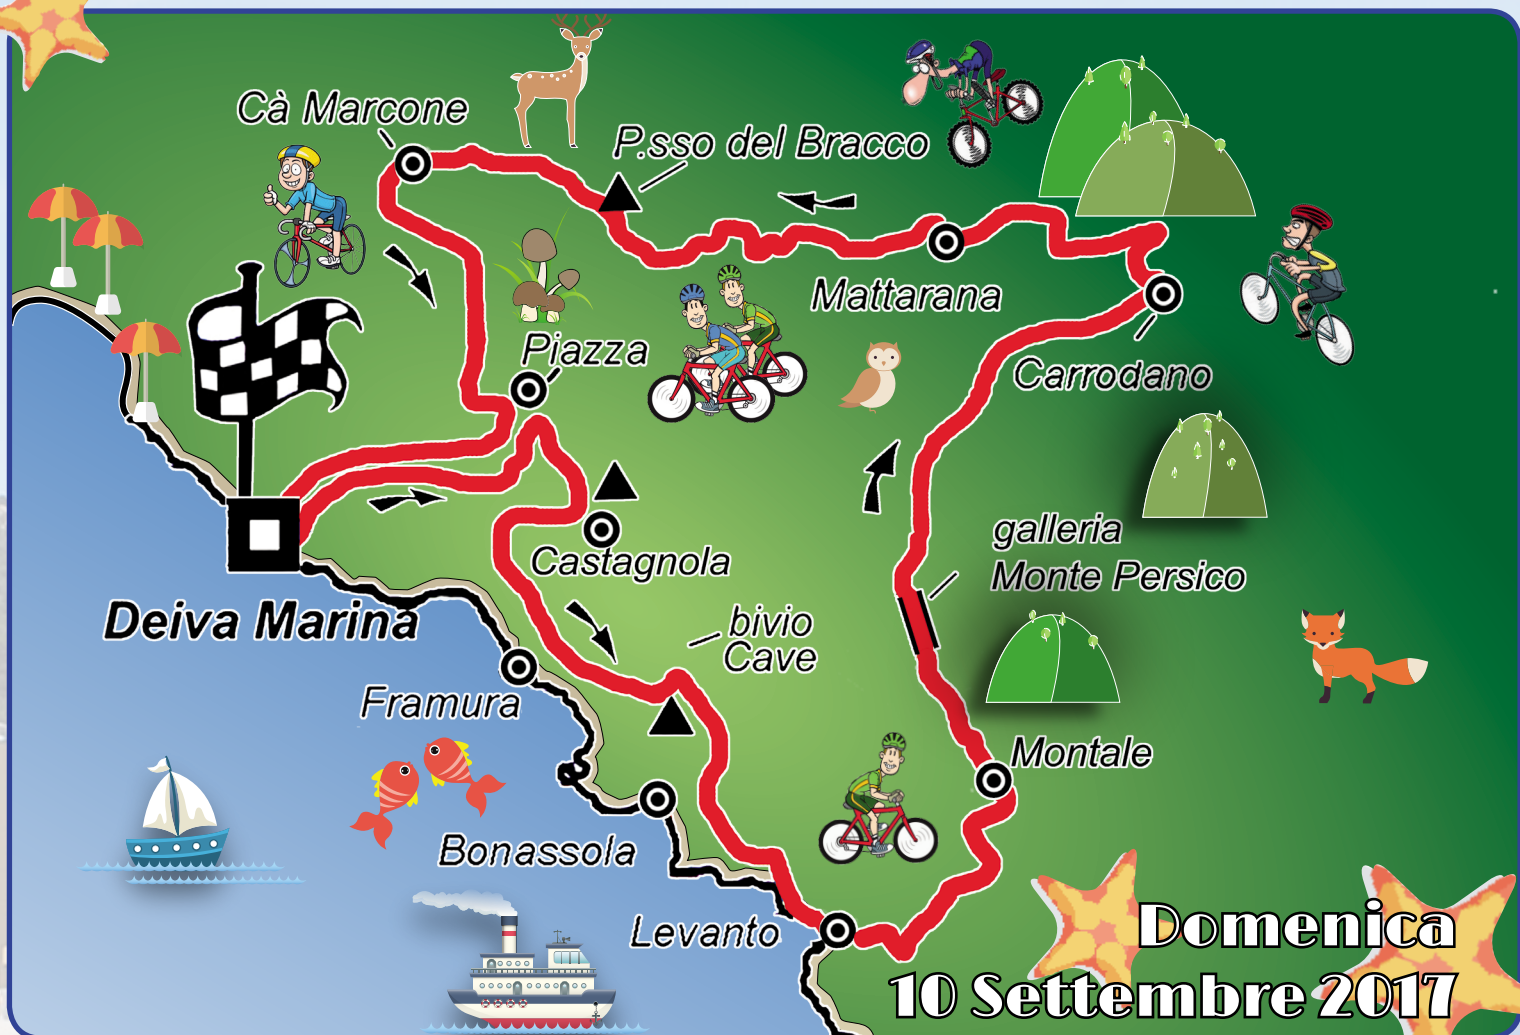 Cà Marcone
P.sso del Bracco
Mattarana
Piazza
Carrodano
Castagnola
galleria
Monte Persico
Deiva Marina
bivio
Cave
Framura
Montale
Bonassola
Levanto
Domenica
10 Settembre 2017